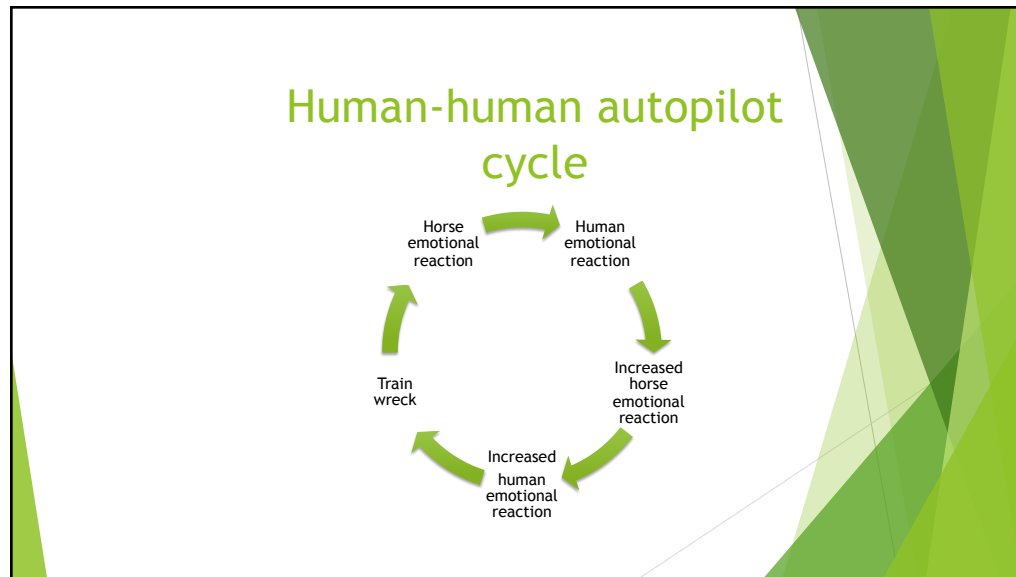 Human-human autopilot
cycle
Horse
emotional
reaction
Human
emotional
reaction
Increased
horse
emotional
reaction
Increased
human
emotional
reaction
Train
wreck